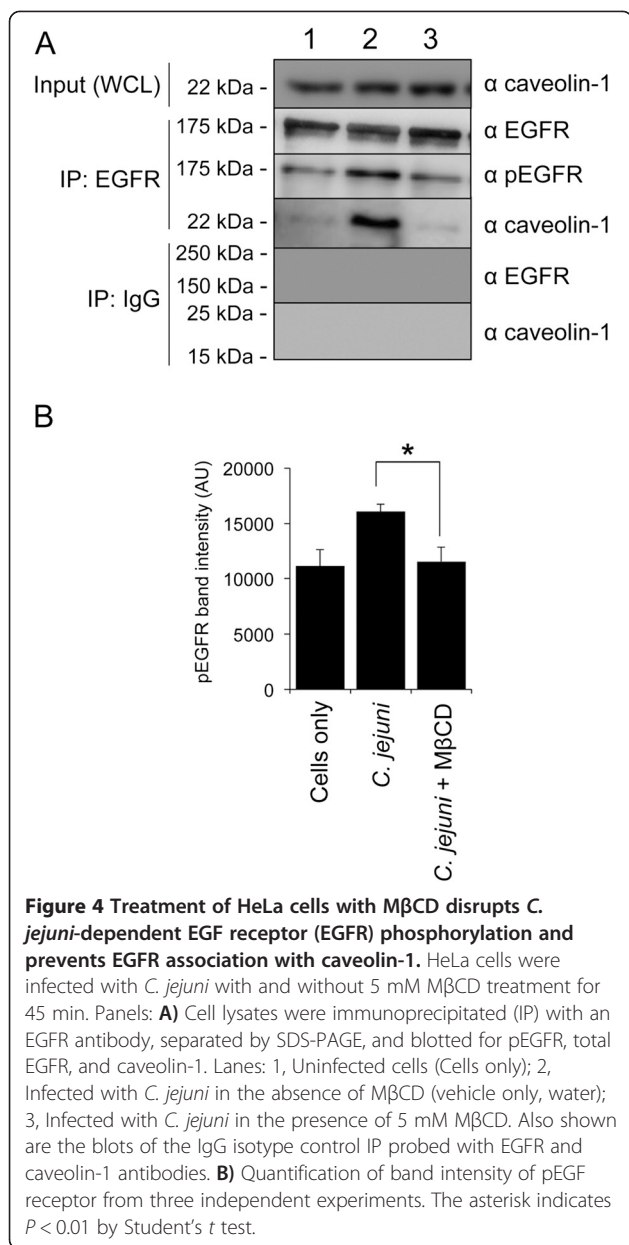 A
1 2 3
Input (WCL) 22 kDa - α caveolin-1
175 kDa - α EGFR
IP: EGFR 175 kDa - α pEGFR
22 kDa - α caveolin-1
250 kDa -
150 kDa - α EGFR
IP: IgG
25 kDa -
α caveolin-1
15 kDa -
B
*
20000
15000
10000
5000
0
pEGFR band intensity (AU)
Cells only
C. jejuni
C. jejuni + MβCD
Figure 4 Treatment of HeLa cells with MβCD disrupts C.
jejuni-dependent EGF receptor (EGFR) phosphorylation and
prevents EGFR association with caveolin-1. HeLa cells were
infected with C. jejuni with and without 5 mM MβCD treatment for
45 min. Panels: A) Cell lysates were immunoprecipitated (IP) with an
EGFR antibody, separated by SDS-PAGE, and blotted for pEGFR, total
EGFR, and caveolin-1. Lanes: 1, Uninfected cells (Cells only); 2,
Infected with C. jejuni in the absence of MβCD (vehicle only, water);
3, Infected with C. jejuni in the presence of 5 mM MβCD. Also shown
are the blots of the IgG isotype control IP probed with EGFR and
caveolin-1 antibodies. B) Quantification of band intensity of pEGF
receptor from three independent experiments. The asterisk indicates
P < 0.01 by Student's t test.